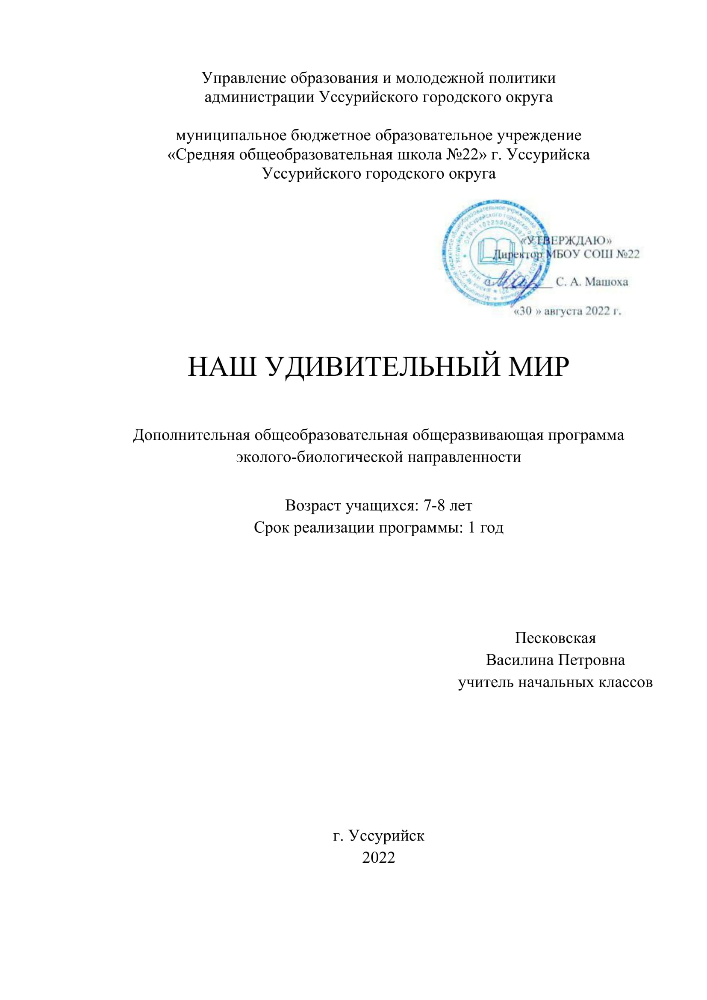 Управление образования и молодежной политики
администрации Уссурийского городского округа
муниципальное бюджетное образовательное учреждение
«Средняя общеобразовательная школа №22» г. Уссурийска
Уссурийского городского округа
«УТВЕРЖДАЮ»
Директор МБОУ СОШ №22
С. А. Машоха
«30 » августа 2022 г.
НАШ УДИВИТЕЛЬНЫЙ МИР
Дополнительная общеобразовательная общеразвивающая программа
эколого-биологической направленности
Возраст учащихся: 7-8 лет
Срок реализации программы: 1 год
Песковская
Василина Петровна
учитель начальных классов
г. Уссурийск
2022